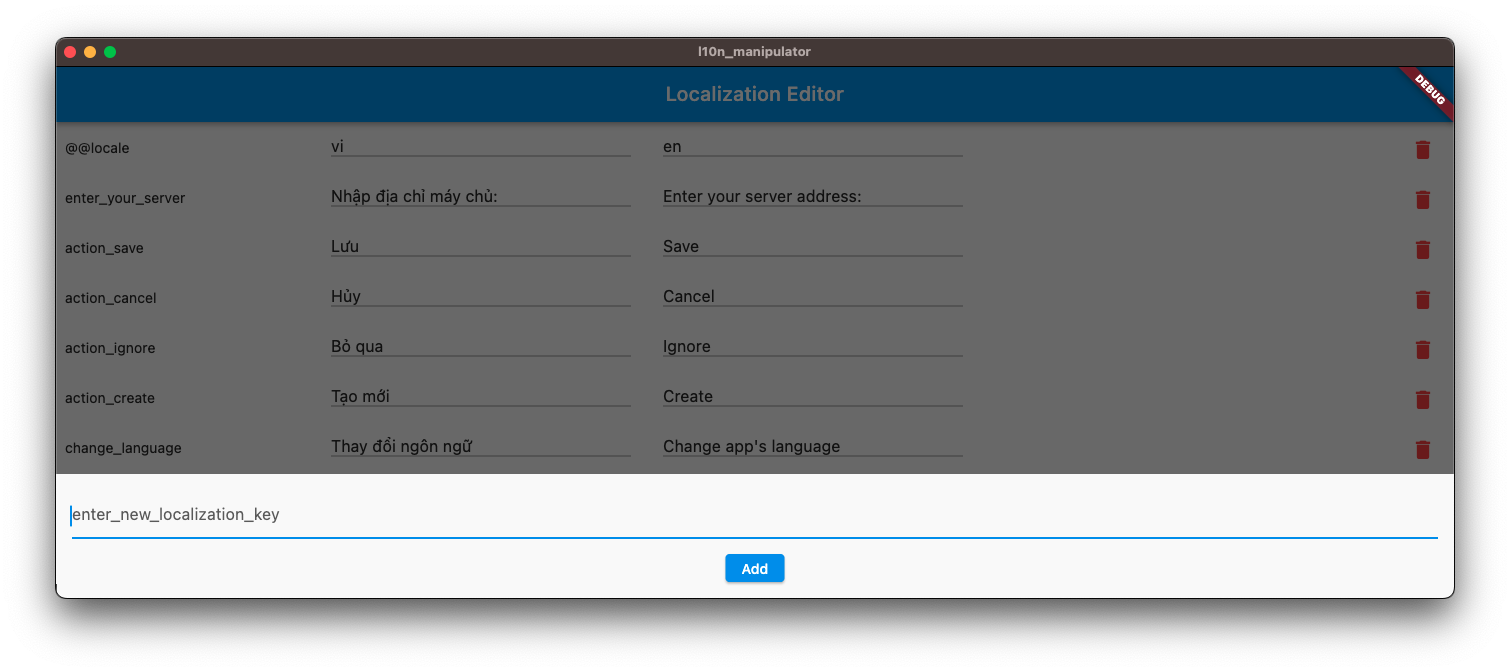 l10n_manipulator
Localization Editor
DEBUG
@@locale vi en
enter_your_server Nhập địa chỉ máy chủ: Enter your server address:
action_save Lưu Save
action_cancel Hủy Cancel
action_ignore Bỏ qua Ignore
action_create Tạo mới Create
change_language Thay đổi ngôn ngữ Change app's language
enter_new_localization_key
Add